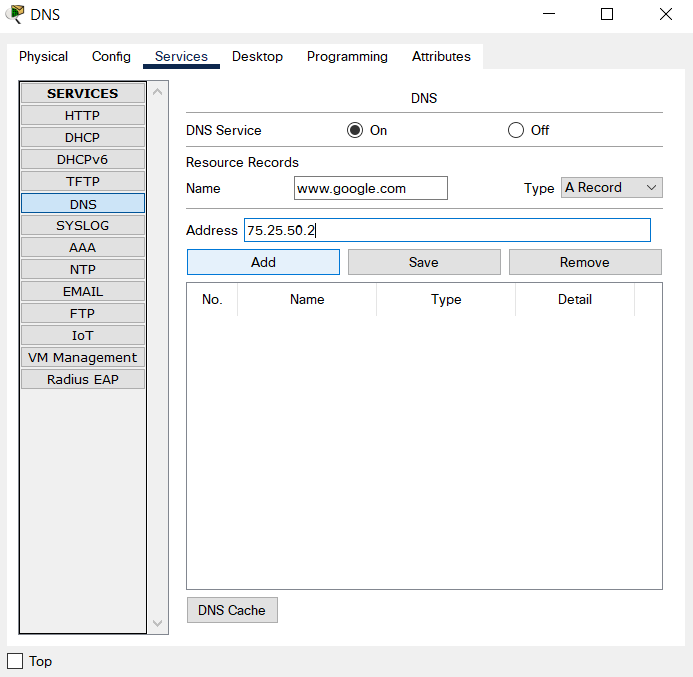 DNS
Physical Config Services Desktop Programming Attributes
SERVICES
HTTP
DHCP
DHCPv6
TFTP
DNS
SYSLOG
AAA
NTP
EMAIL
FTP
IoT
VM Management
Radius EAP
DNS
DNS Service On Off
Resource Records
Name www.google.com Type A Record
Address 75.25.50.2
Add Save Remove
No. Name Type Detail
DNS Cache
Top